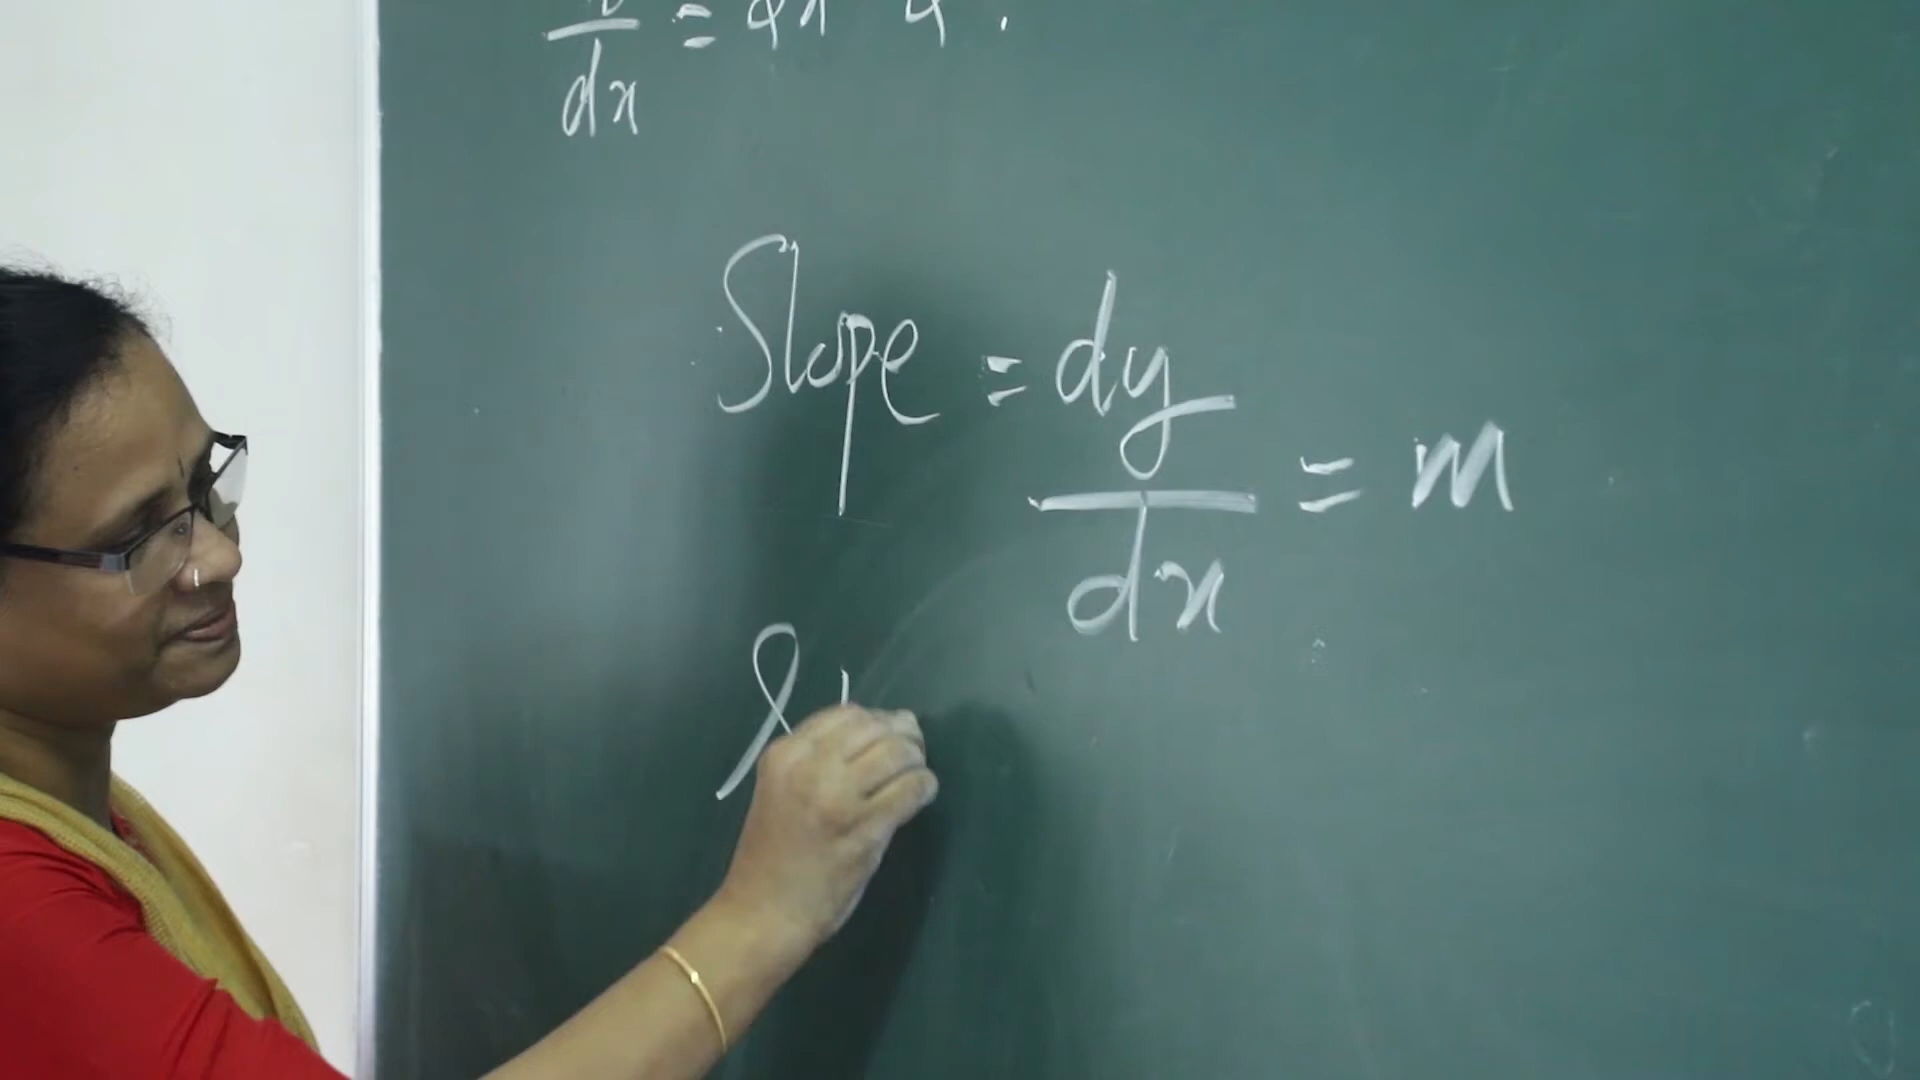 dx
Slope = dy/dx = m